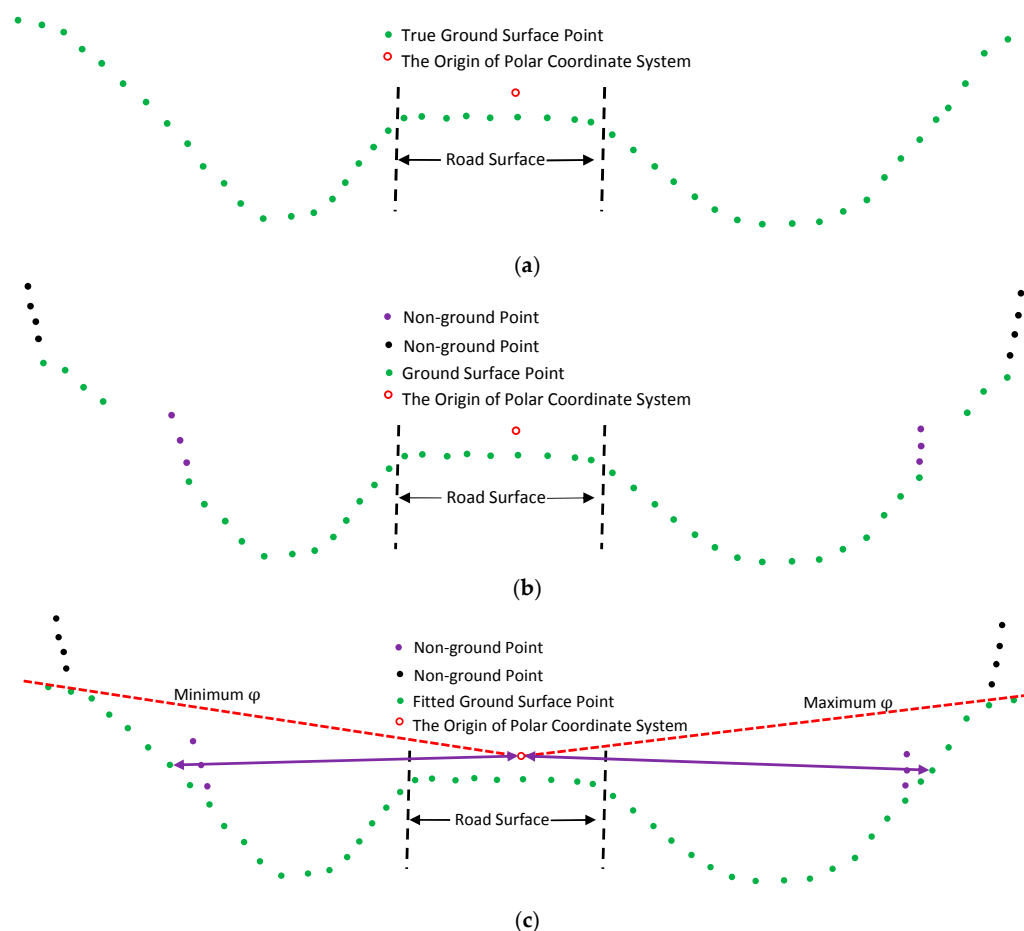 True Ground Surface Point
The Origin of Polar Coordinate System
Road Surface
(a)
Non-ground Point
Non-ground Point
Ground Surface Point
The Origin of Polar Coordinate System
Road Surface
(b)
Non-ground Point
Non-ground Point
Minimum φ
Fitted Ground Surface Point
Maximum φ
The Origin of Polar Coordinate System
Road Surface
(c)